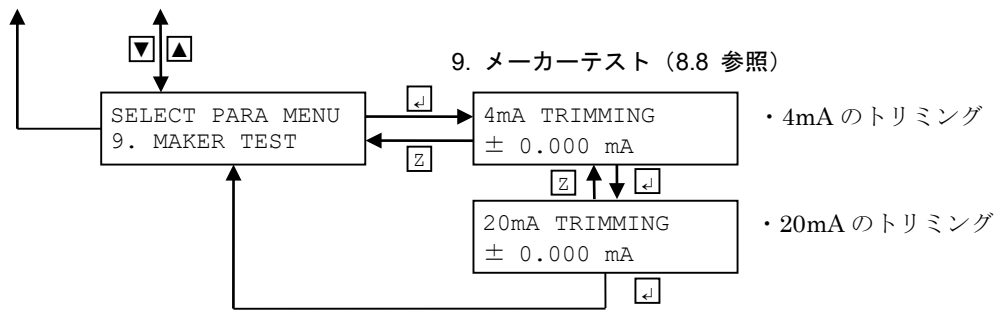 ▼ ▲
9. メーカーテスト（8.8 参照）
SELECT PARA MENU
9. MAKER TEST
↵
Z
4mA TRIMMING
± 0.000 mA
・4mA のトリミング
Z ↵
20mA TRIMMING
± 0.000 mA
・20mA のトリミング
↵